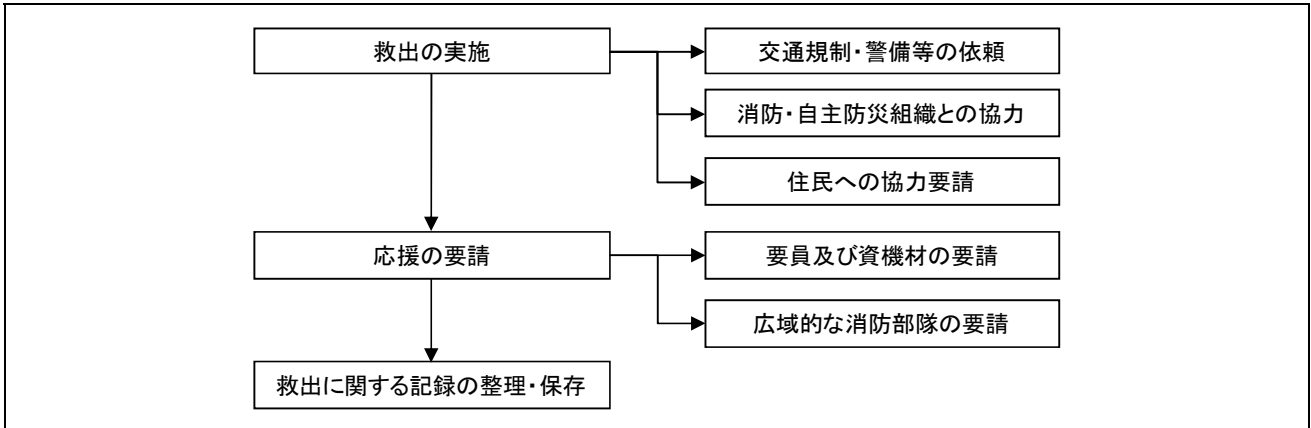 救出の実施
交通規制・警備等の依頼
消防・自主防災組織との協力
住民への協力要請
応援の要請
要員及び資機材の要請
広域的な消防部隊の要請
救出に関する記録の整理・保存